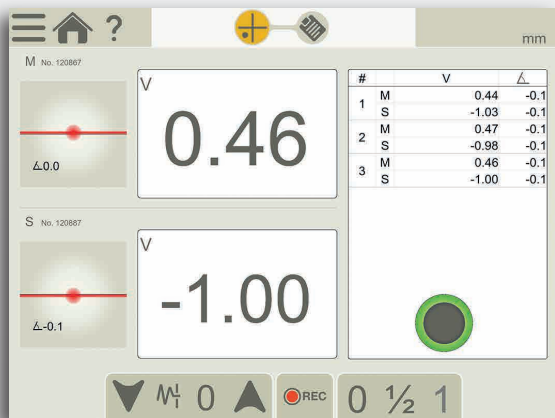 ?
mm
M No. 120867
V
0.46
∡0.0
S No. 120887
V
-1.00
∡-0.1
# V ∡
1 M 0.44 -0.1
S -1.03 -0.1
2 M 0.47 -0.1
S -0.98 -0.1
3 M 0.46 -0.1
S -1.00 -0.1
0
REC
0 ½ 1